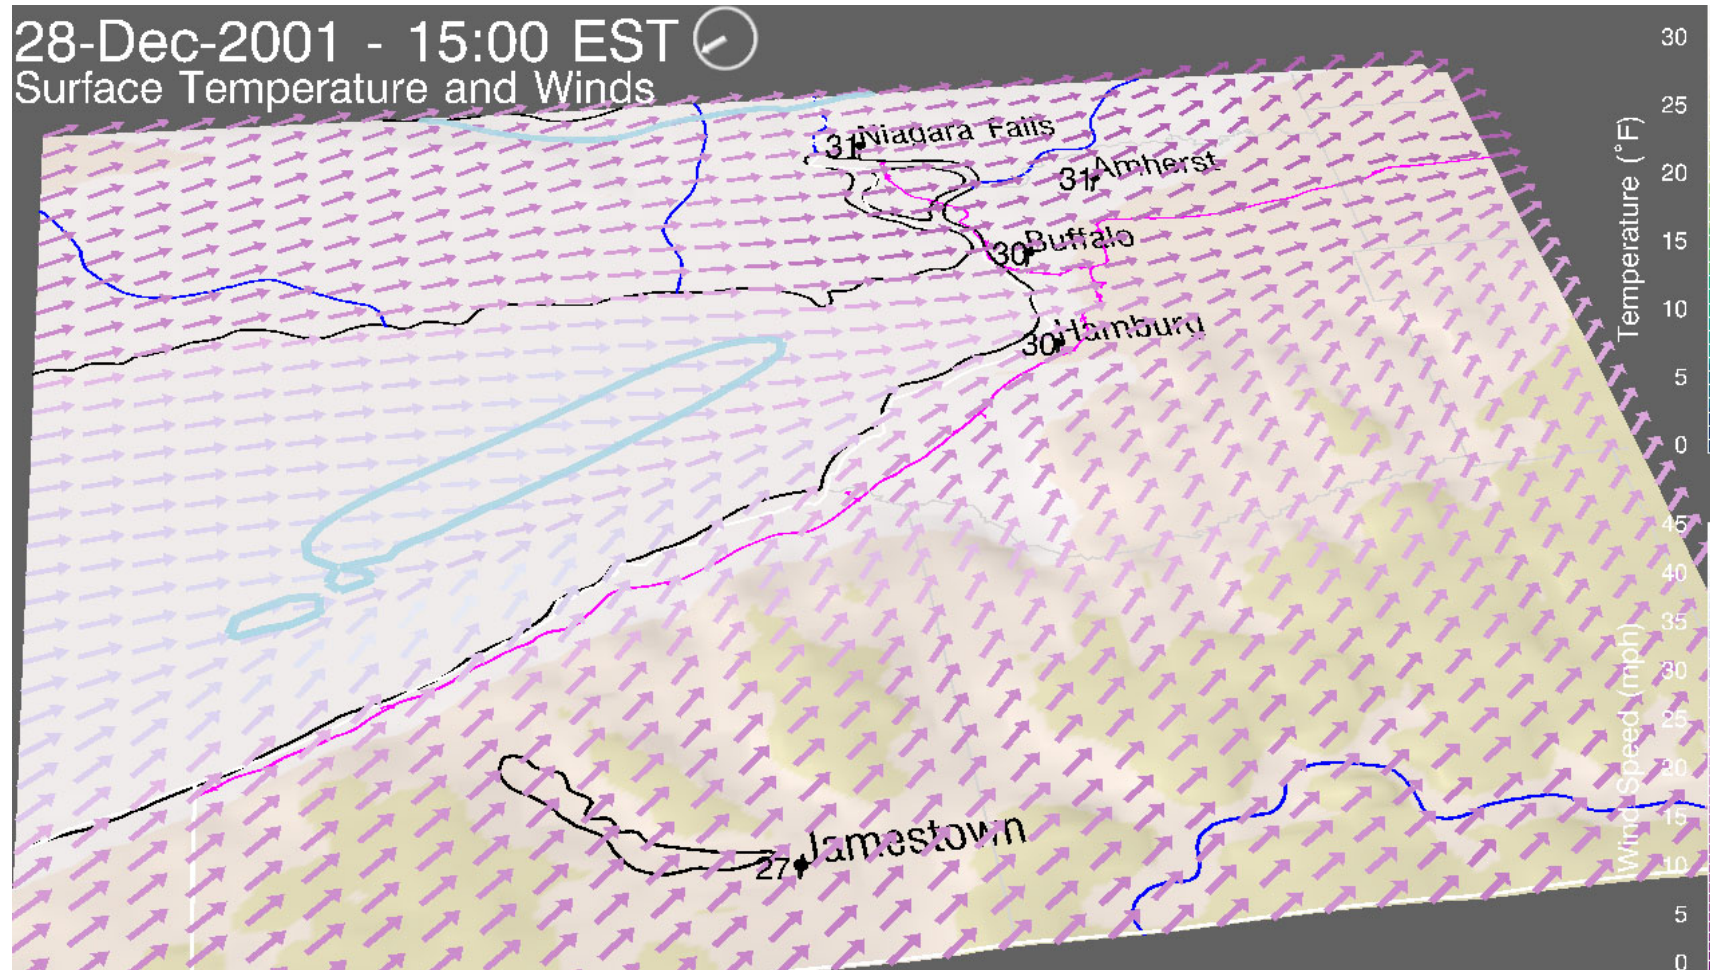 28-Dec-2001 - 15:00 EST
Surface Temperature and Winds
31 Niagara Falls
31 Amherst
30 Buffalo
30 Hamburg
27 Jamestown
Temperature (°F)
30
25
20
15
10
5
0
Wind Speed (mph)
45
40
35
30
25
20
15
10
5
0